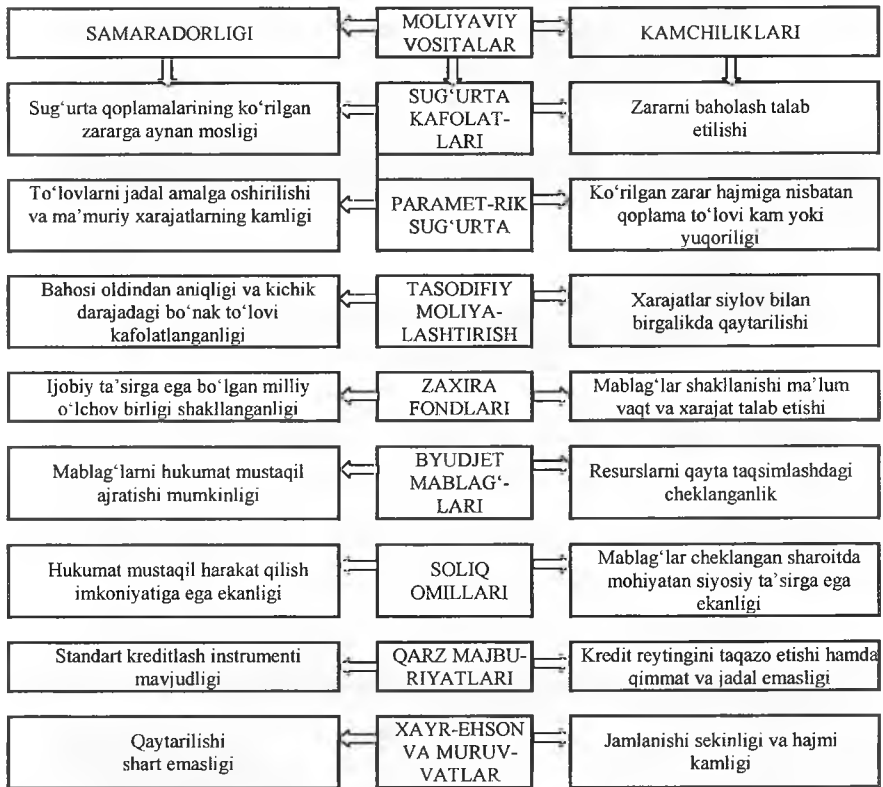 SAMARADORLIGI
MOLIYAVIY
VOSITALAR
KAMCHILIKLARI
Sug‘urta qoplamalarining ko‘rilgan
zararga aynan mosligi
SUG‘URTA
KAFOLAT-
LARI
Zararni baholash talab
etilishi
To‘lovlarni jadal amalga oshirilishi
va ma’muriy xarajatlarning kamligi
PARAMET-RIK
SUG‘URTA
Ko‘rilgan zarar hajmiga nisbatan
qoplama to‘lovi kam yoki
yuqoriligi
Bahosi oldindan aniqligi va kichik
darajadagi bo‘nak to‘lovi
kafolatlanganligi
TASODIFIY
MOLIYA-
LASHTIRISH
Xarajatlar siylov bilan
birgalikda qaytarilishi
Ijobiy ta’sirga ega bo‘lgan milliy
o‘lchov birligi shakllanganligi
ZAXIRA
FONDLARI
Mablag‘lar shakllanishi ma’lum
vaqt va xarajat talab etishi
Mablag‘larni hukumat mustaqil
ajratishi mumkinligi
BYUDJET
MABLAG‘-
LARI
Resurslarni qayta taqsimlashdagi
cheklanganlik
Hukumat mustaqil harakat qilish
imkoniyatiga ega ekanligi
SOLIQ
OMILLARI
Mablag‘lar cheklangan sharoitda
mohiyatan siyosiy ta’sirga ega
ekanligi
Standart kreditlash instrumenti
mavjudligi
QARZ MAJBU-
RIYATLARI
Kredit reytingini taqazo etishi hamda
qimmat va jadal emasligi
Qaytarilishi
shart emasligi
XAYR-EHSON
VA MURUV-
VATLAR
Jamlanishi sekinligi va hajmi
kamligi